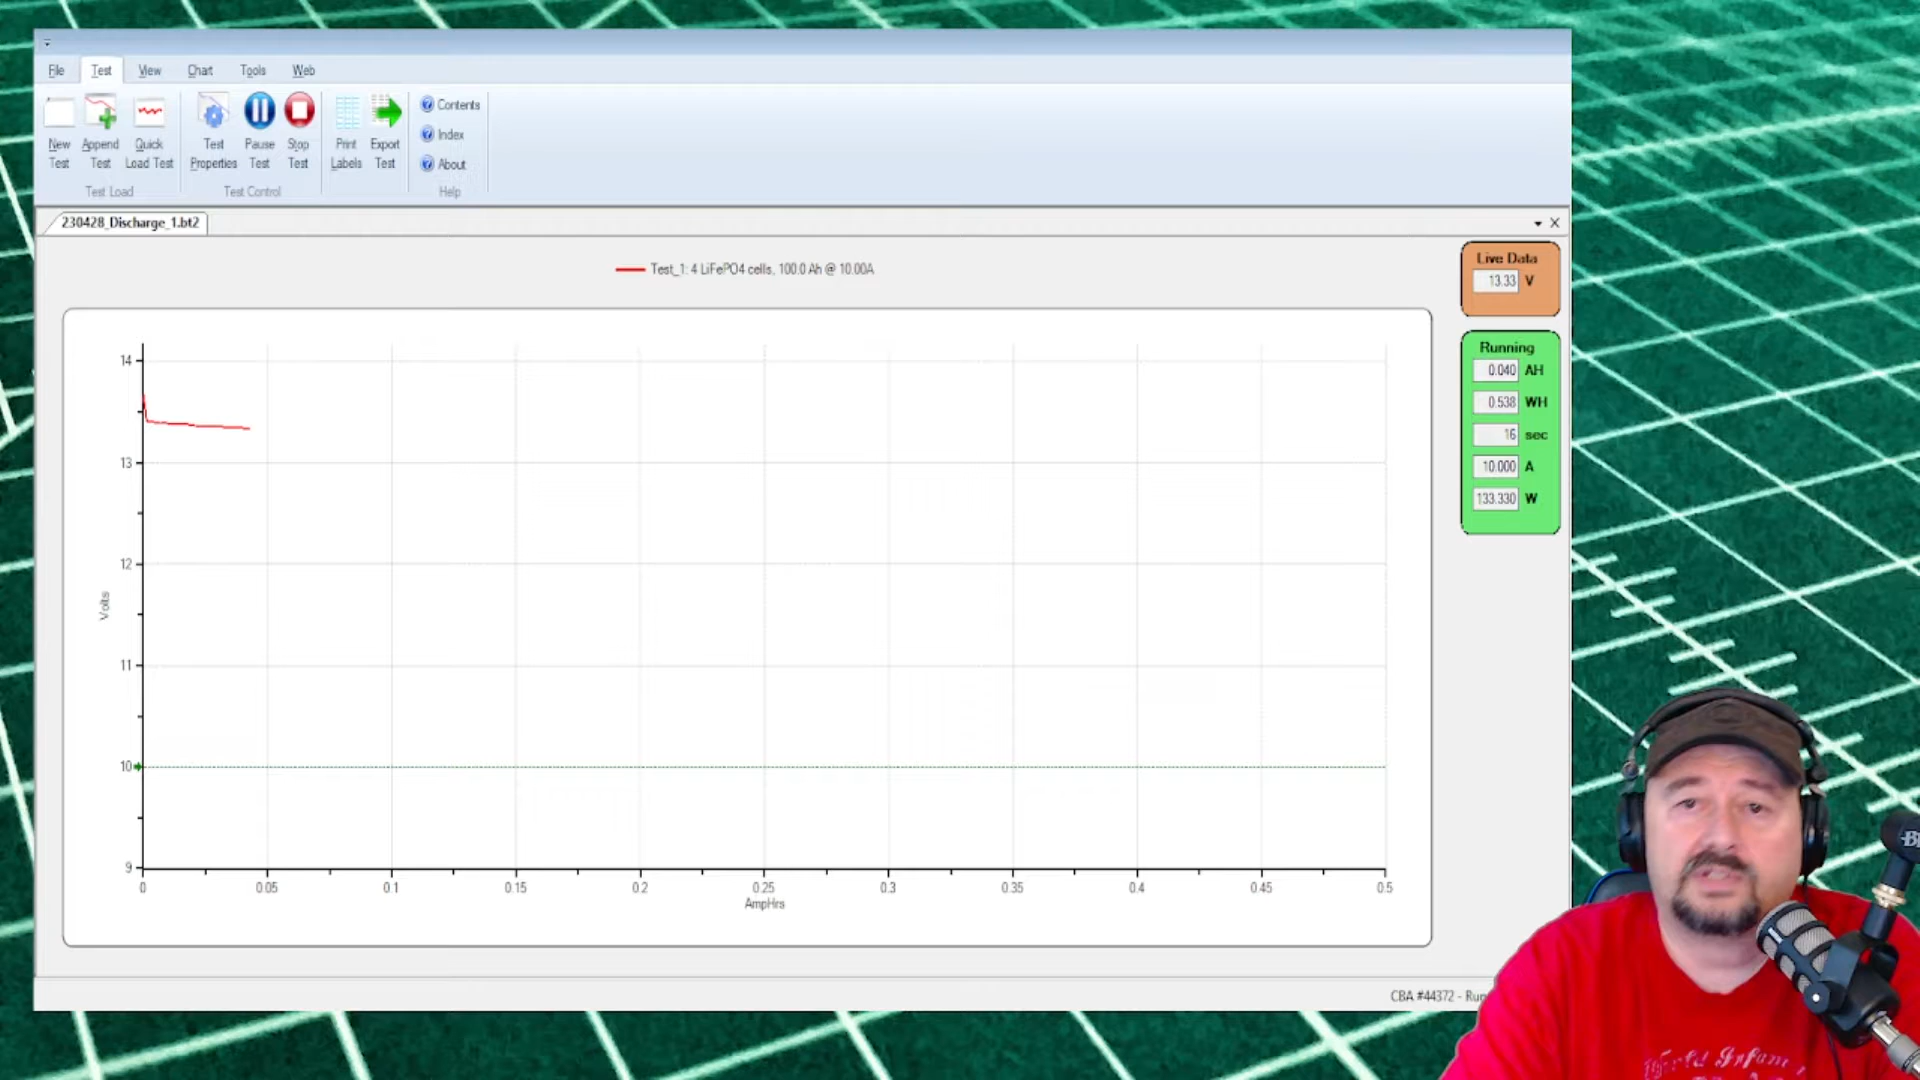 File Test View Chart Tools Web
New Test
Append Test
Quick Load Test
Test Properties
Pause Test
Stop Test
Print Labels
Export Test
Contents
Index
About
Test Load
Test Control
Help
230428_Discharge_1.bt2
Test_1: 4 LiFePO4 cells, 100.0 Ah @ 10.00A
Live Data
13.33 V
Running
0.040 AH
0.538 WH
16 sec
10.000 A
133.330 W
14
13
12
11
10
9
Volts
0 0.05 0.1 0.15 0.2 0.25 0.3 0.35 0.4 0.45 0.5
AmpHrs
CBA #44372 -